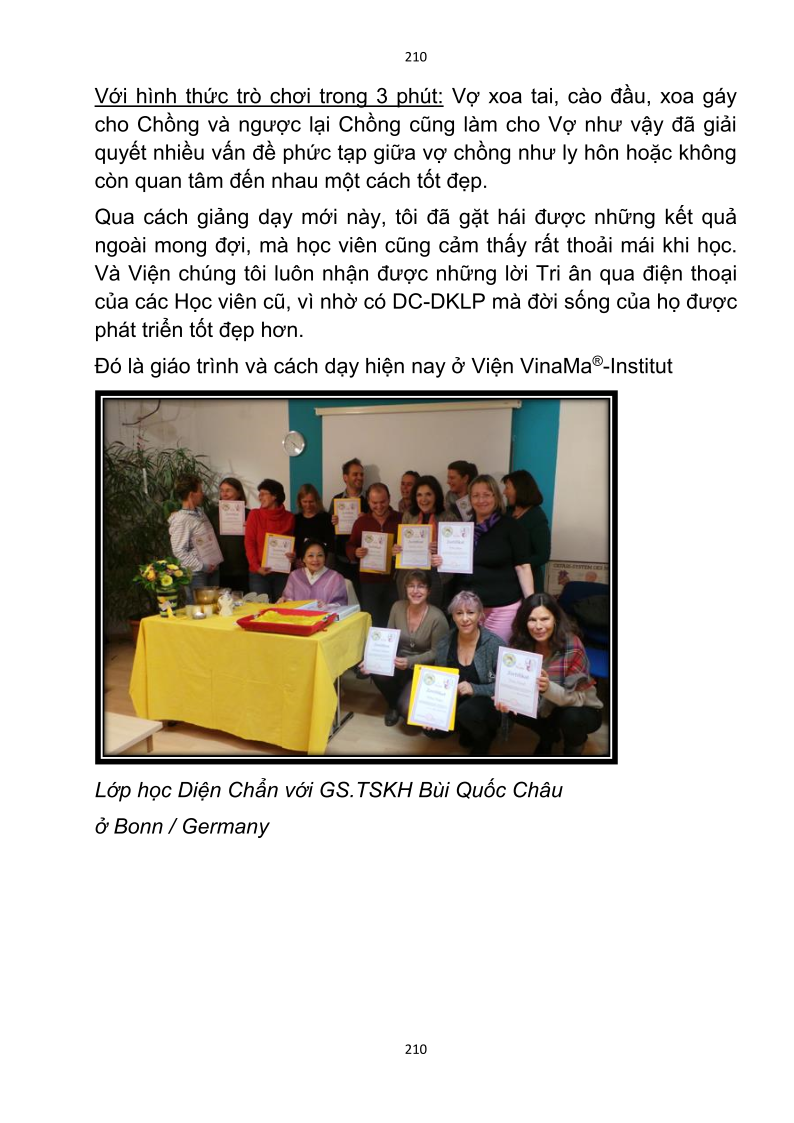 210
Với hình thức trò chơi trong 3 phút: Vợ xoa tai, cào đầu, xoa gáy
cho Chồng và ngược lại Chồng cũng làm cho Vợ như vậy đã giải
quyết nhiều vấn đề phức tạp giữa vợ chồng như ly hôn hoặc không
còn quan tâm đến nhau một cách tốt đẹp.
Qua cách giảng dạy mới này, tôi đã gặt hái được những kết quả
ngoài mong đợi, mà học viên cũng cảm thấy rất thoải mái khi học.
Và Viện chúng tôi luôn nhận được những lời Tri ân qua điện thoại
của các Học viên cũ, vì nhờ có DC-DKLP mà đời sống của họ được
phát triển tốt đẹp hơn.
Đó là giáo trình và cách dạy hiện nay ở Viện VinaMa®-Institut
Lớp học Diện Chẩn với GS.TSKH Bùi Quốc Châu
ở Bonn / Germany
210